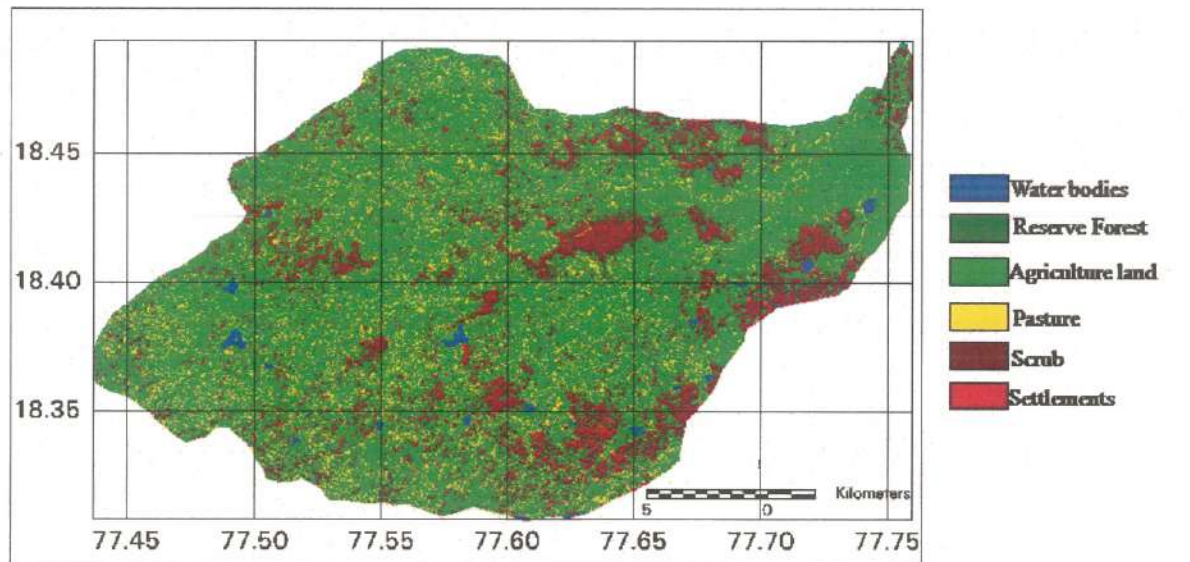 18.45
18.40
18.35
77.45 77.50 77.55 77.60 77.65 77.70 77.75
Kilometers
5 0
Water bodies
Reserve Forest
Agriculture land
Pasture
Scrub
Settlements